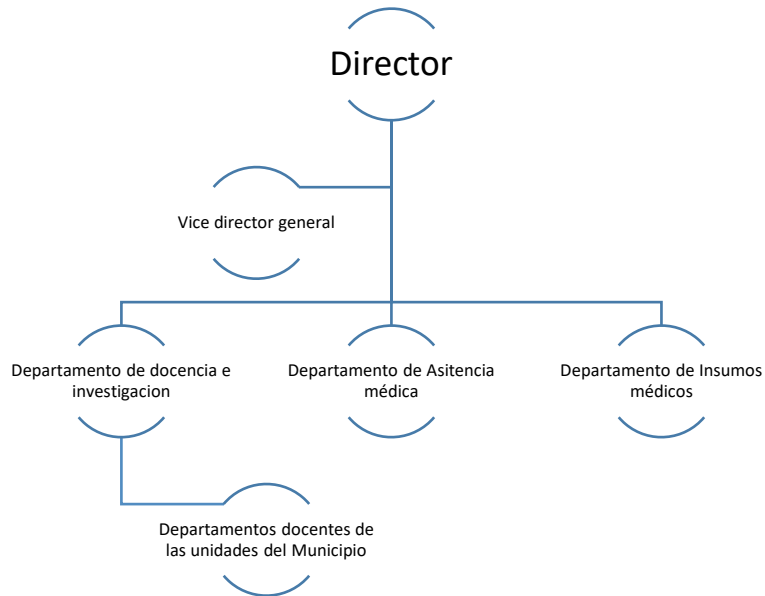 Director
Vice director general
Departamento de docencia e
investigacion
Departamento de Asitencia
médica
Departamento de Insumos
médicos
Departamentos docentes de
las unidades del Municipio